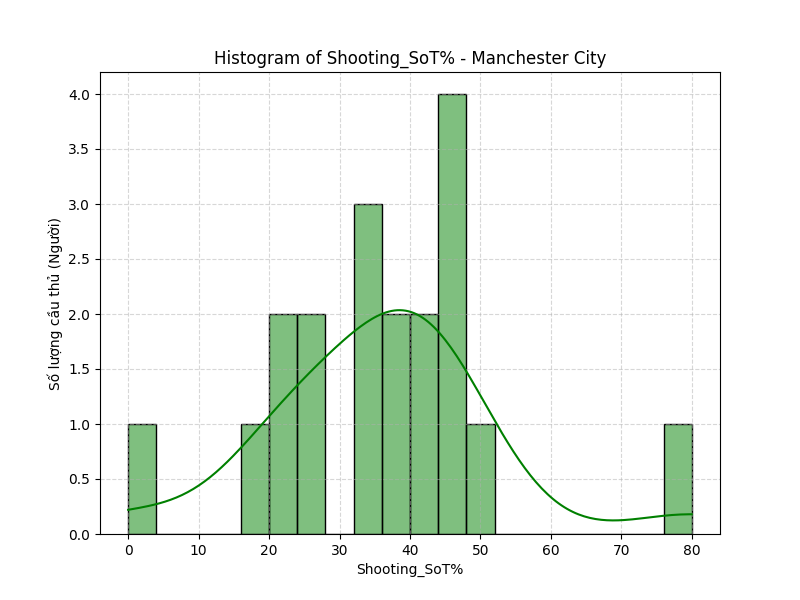 Histogram of Shooting_SoT% - Manchester City
Số lượng cầu thủ (Người)
4.0
3.5
3.0
2.5
2.0
1.5
1.0
0.5
0.0
0 10 20 30 40 50 60 70 80
Shooting_SoT%